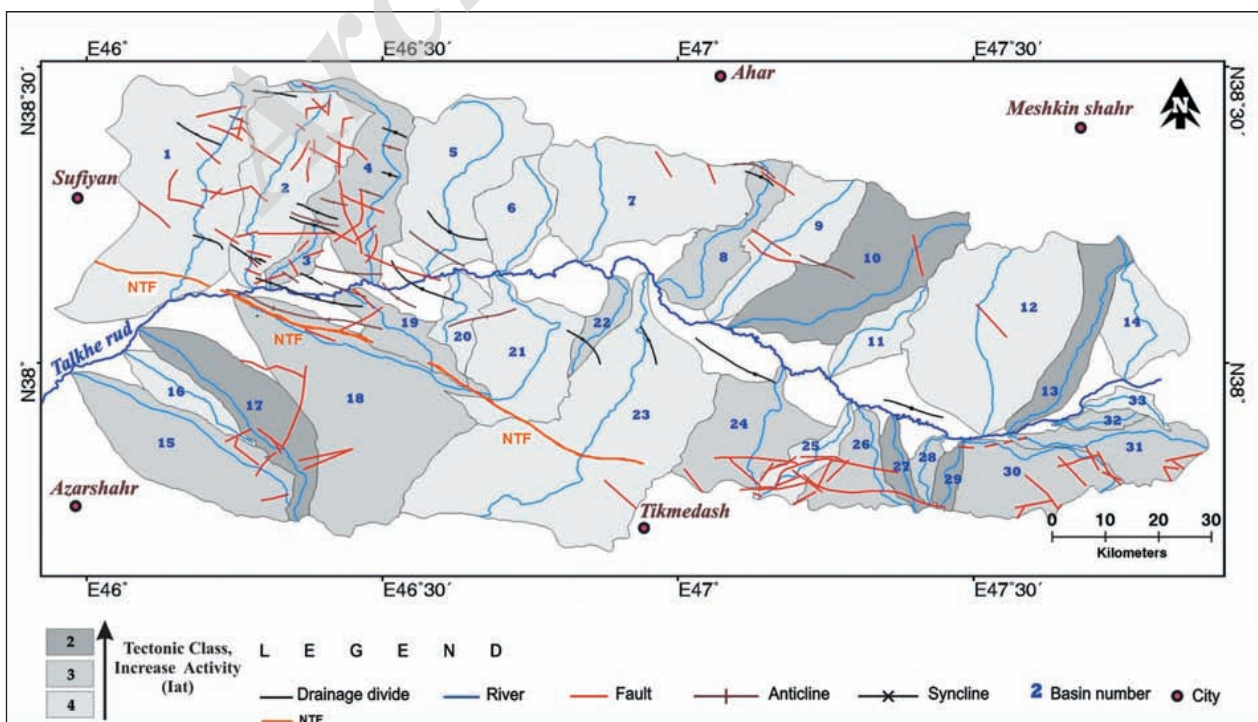 Arc
E46°
E46°30´
E47°
E47°30´
N38°30´
N38°30´
Ahar
Meshkin shahr
Sufiyan
1
2
3
4
5
6
7
8
9
10
11
12
13
14
NTF
Talkhe rud
NTF
19
20
21
22
16
17
18
15
23
NTF
24
25
26
27
28
29
30
31
32
33
N38°
N38°
Azarshahr
Tikmedash
0 10 20 30
Kilometers
E46°
E46°30´
E47°
E47°30´
2
3
4
Tectonic Class,
Increase Activity
(Iat)
L E G E N D
Drainage divide
River
Fault
Anticline
Syncline
2 Basin number
City
NTF